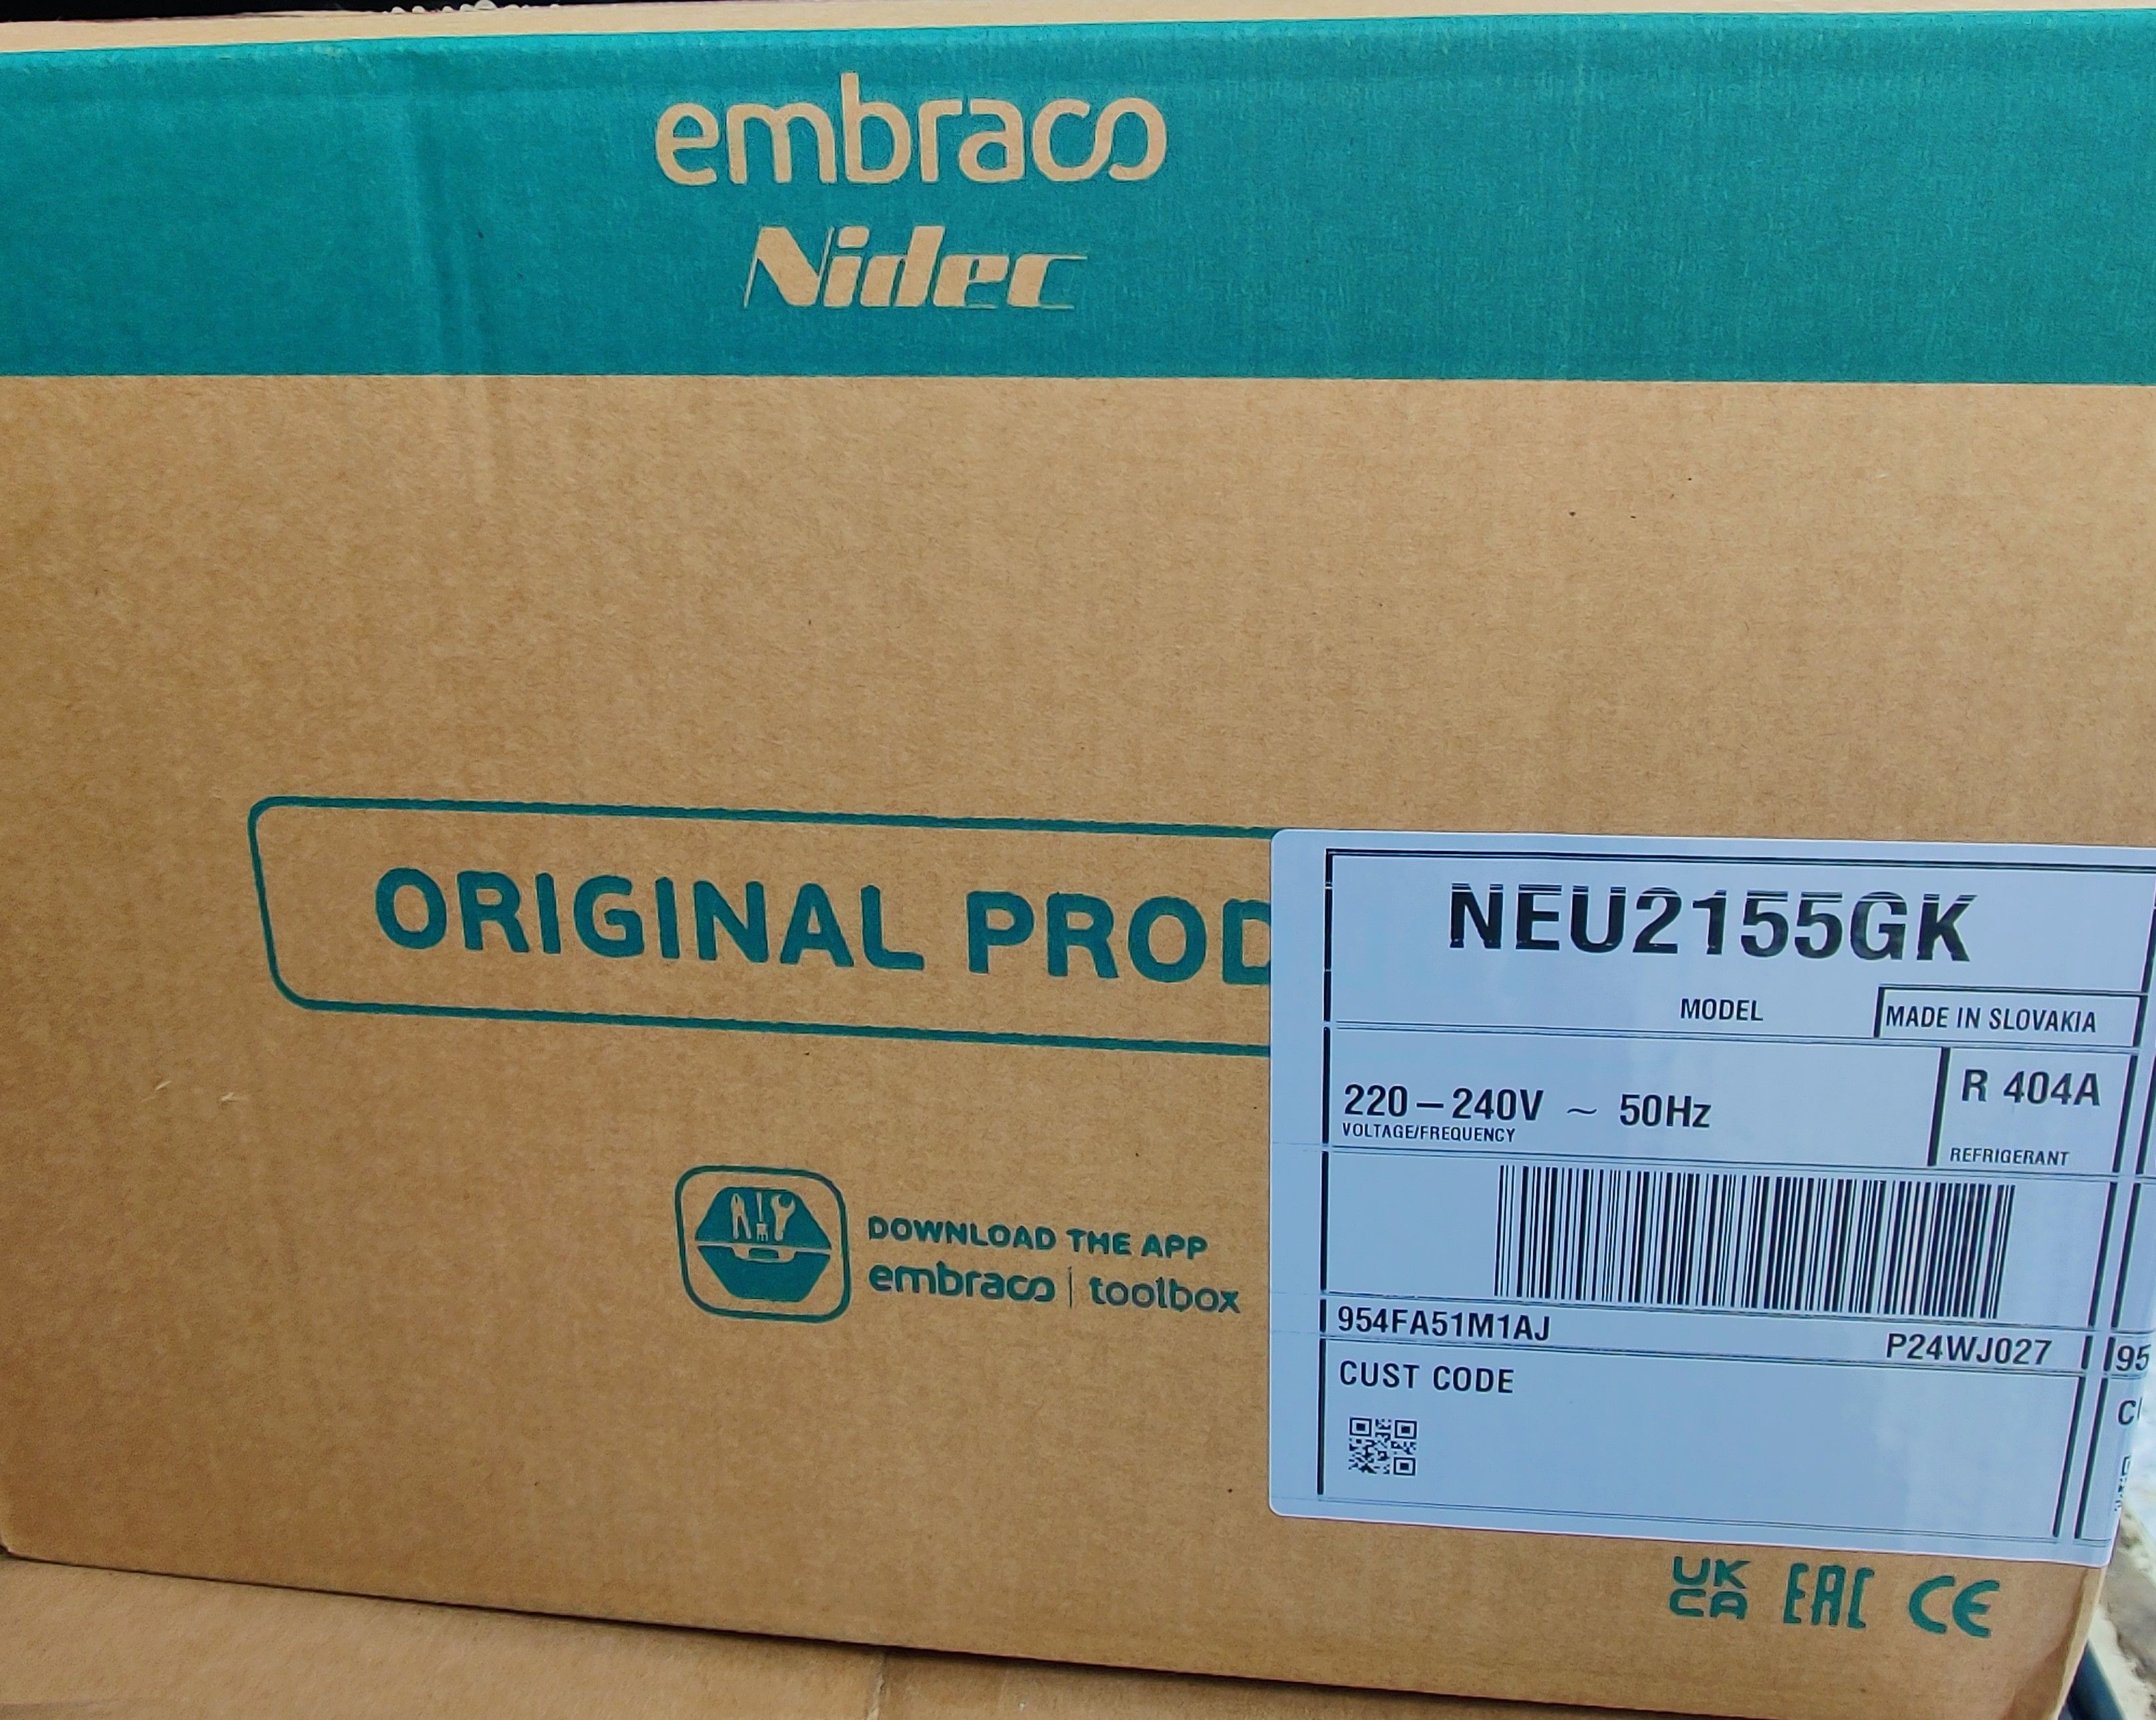 embraco
Nidec
ORIGINAL PROD
NEU2155GK
MODEL
MADE IN SLOVAKIA
220-240V ~ 50Hz
VOLTAGE/FREQUENCY
R 404A
REFRIGERANT
DOWNLOAD THE APP
embraco | toolbox
954FA51M1AJ
P24WJ027
95
CUST CODE
UK
CA
EAC
CE